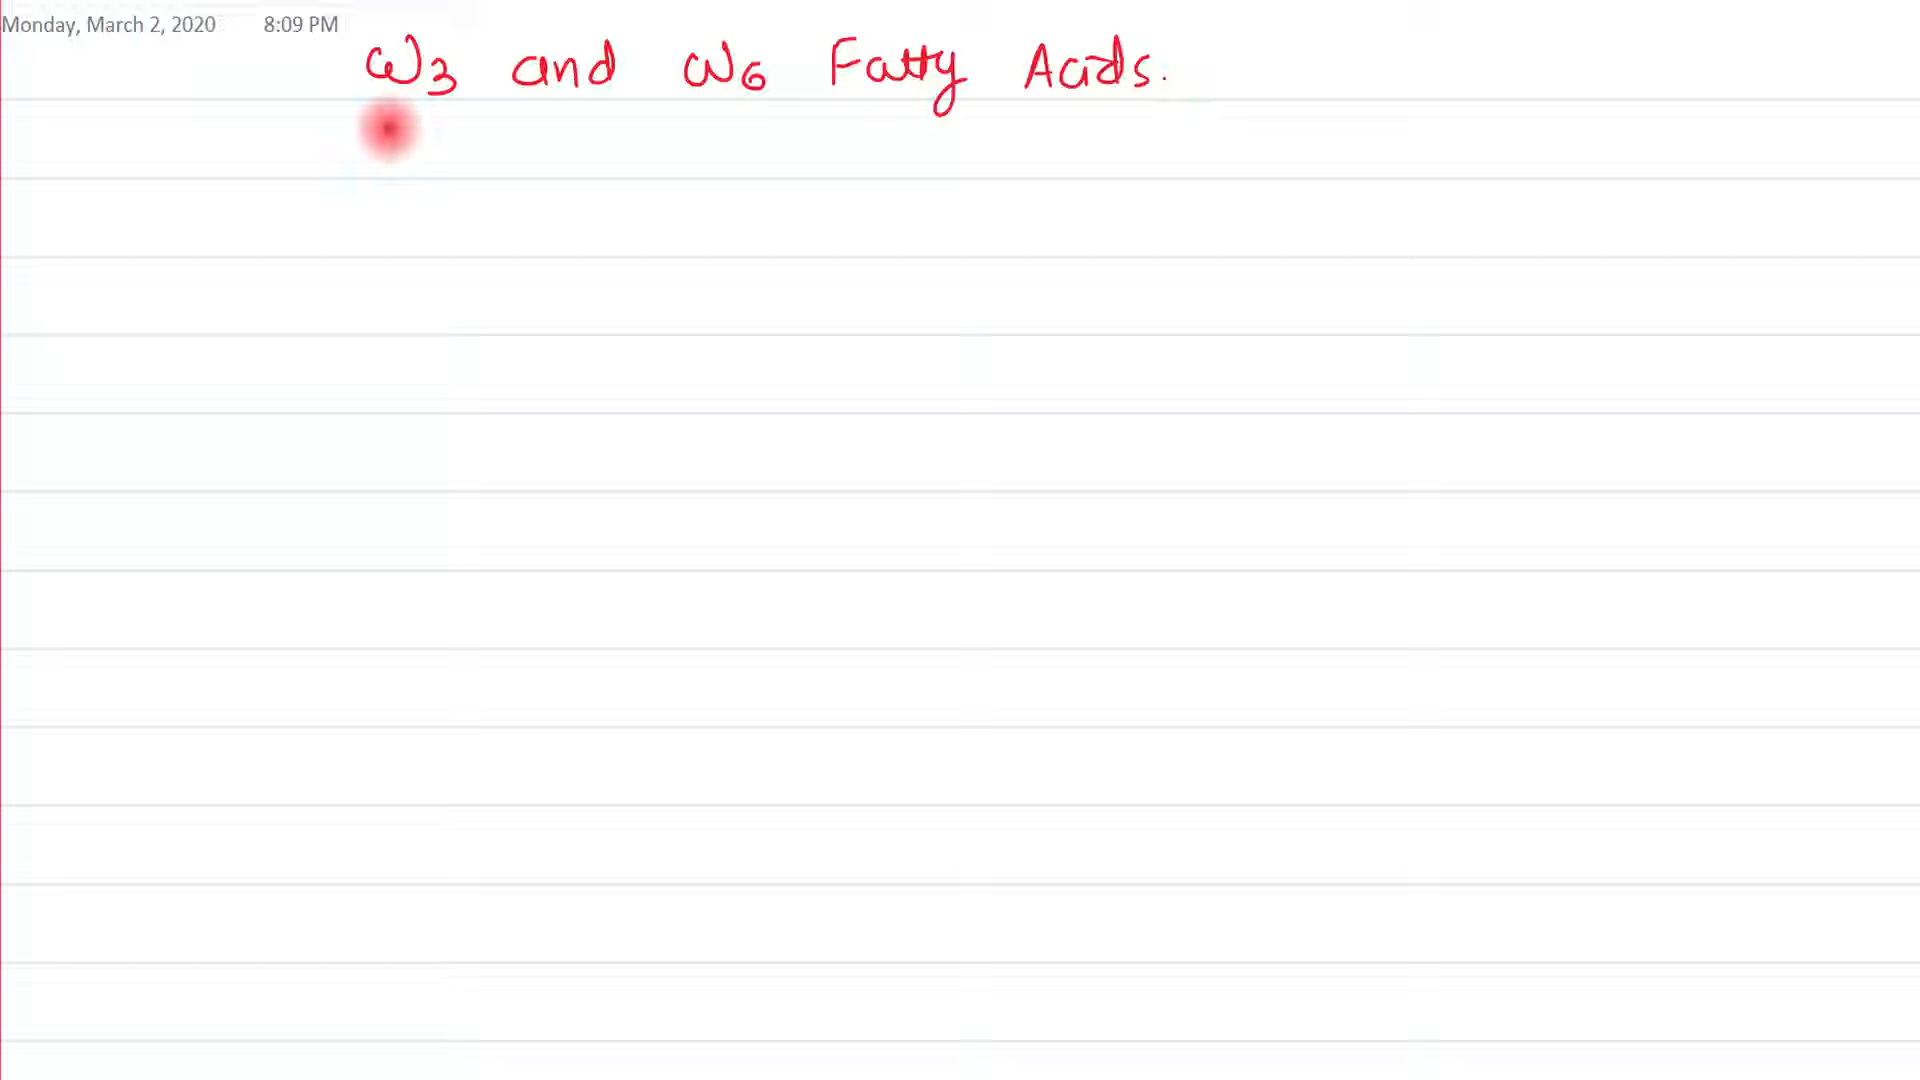 Monday, March 2, 2020 8:09 PM
ω3 and ω6 Fatty Acids.